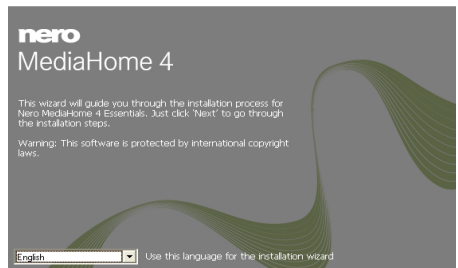 nero
MediaHome 4
This wizard will guide you through the installation process for
Nero MediaHome 4 Essentials. Just click 'Next' to go through
the installation steps.
Warning: This software is protected by international copyright
laws.
English
Use this language for the installation wizard